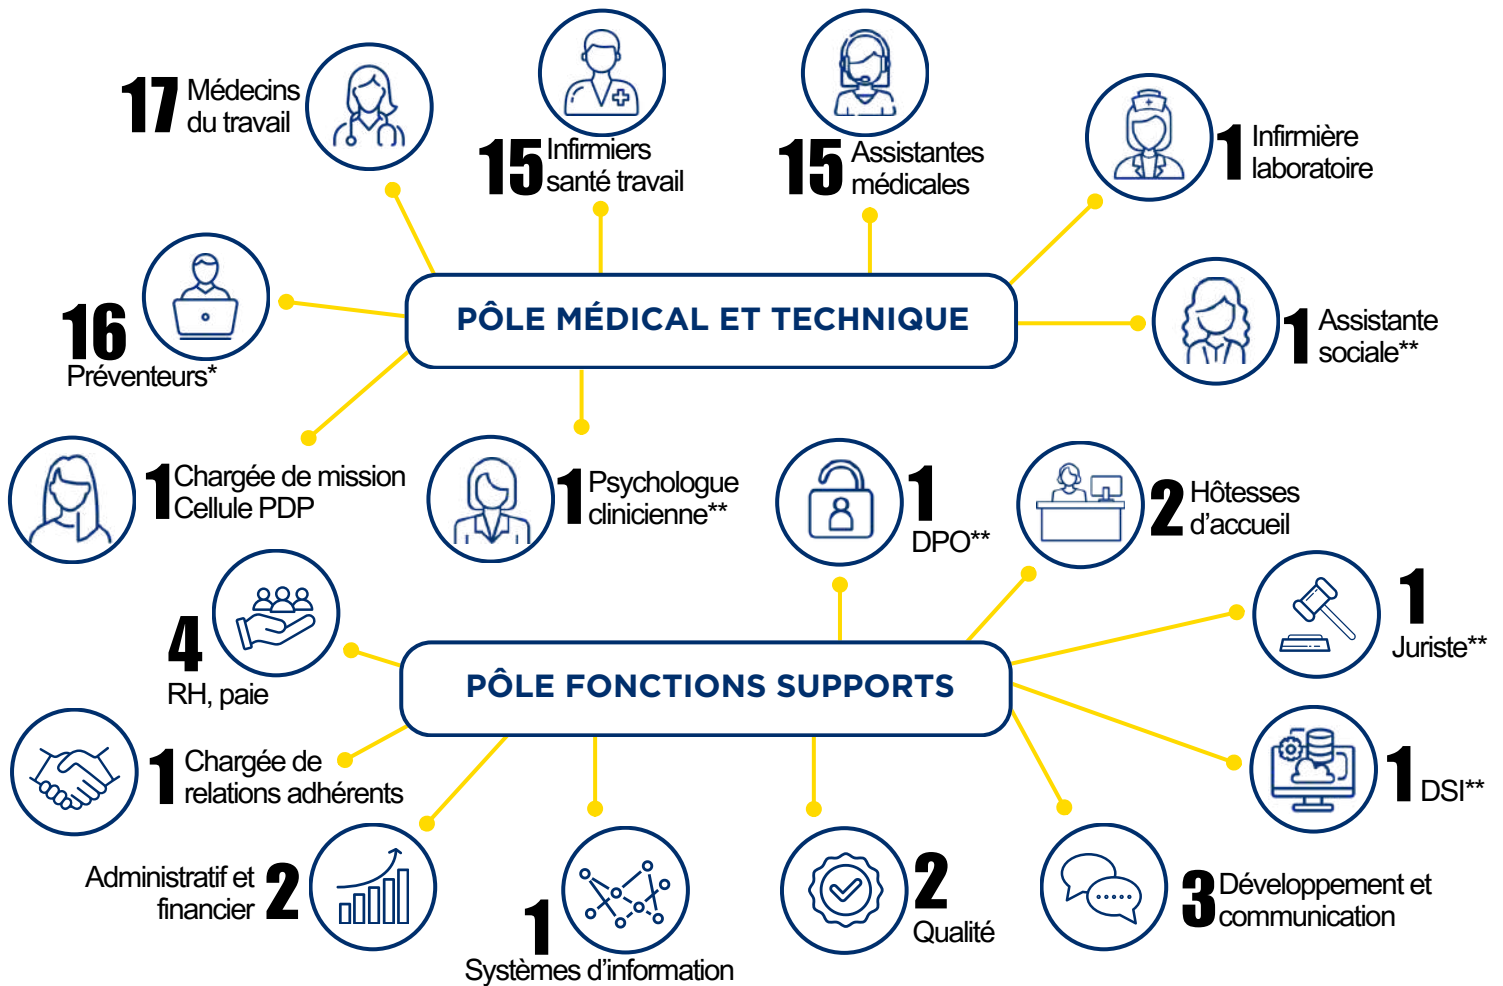 17 Médecins
du travail
15 Infirmiers
santé travail
15 Assistantes
médicales
1 Infirmière
laboratoire
16
Préventeurs*
PÔLE MÉDICAL ET TECHNIQUE
1 Assistante
sociale**
1 Chargée de mission
Cellule PDP
1 Psychologue
clinicienne**
1
DPO**
2 Hôtesses
d’accueil
4
RH, paie
PÔLE FONCTIONS SUPPORTS
1
Juriste**
1 Chargée de
relations adhérents
1 DSI**
Administratif et
financier 2
1
Systèmes d’information
2
Qualité
3 Développement et
communication